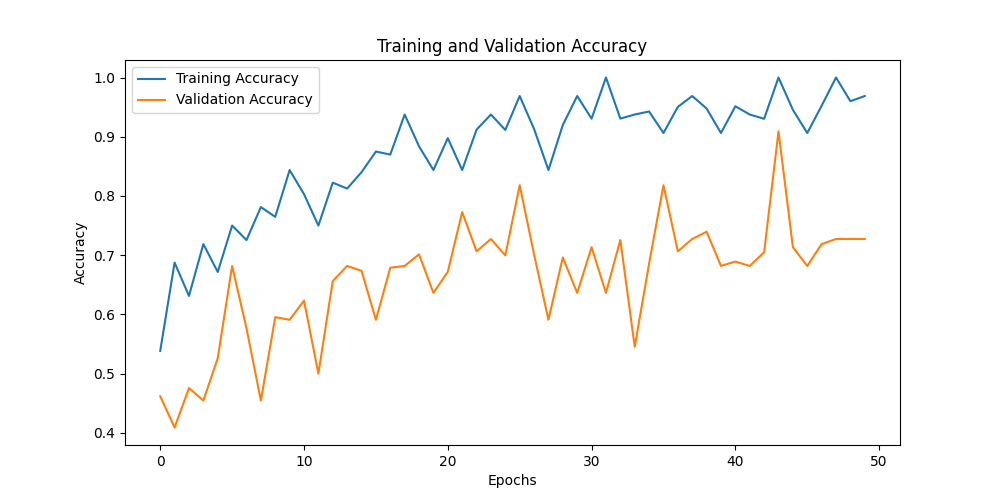 Training and Validation Accuracy
Training Accuracy
Validation Accuracy
1.0
0.9
0.8
0.7
0.6
0.5
0.4
Accuracy
0 10 20 30 40 50
Epochs